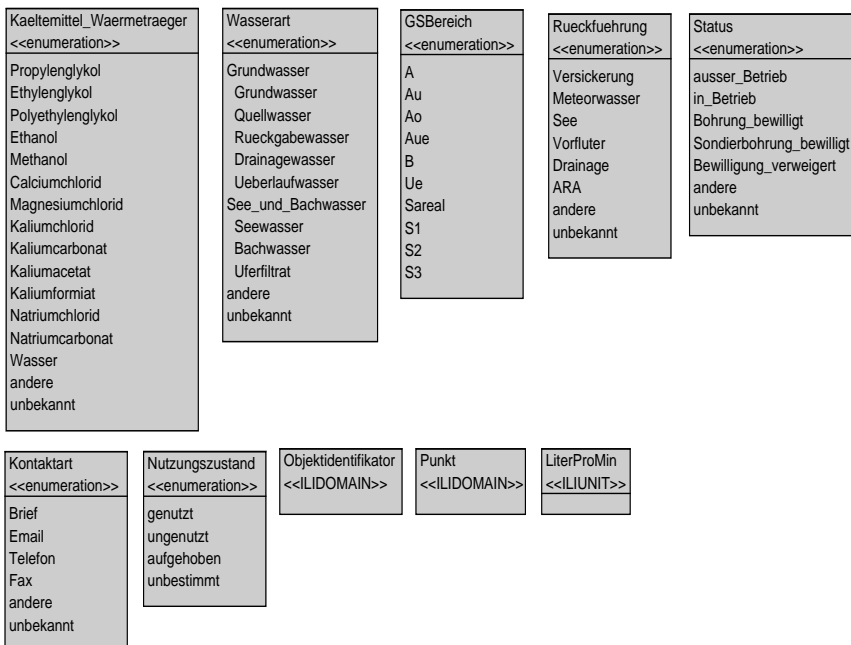 Kaeltemittel_Waermetraeger
<<enumeration>>
Propylenglykol
Ethylenglykol
Polyethylenglykol
Ethanol
Methanol
Calciumchlorid
Magnesiumchlorid
Kaliumchlorid
Kaliumcarbonat
Kaliumacetat
Kaliumformiat
Natriumchlorid
Natriumcarbonat
Wasser
andere
unbekannt
Wasserart
<<enumeration>>
Grundwasser
Grundwasser
Quellwasser
Rueckgabewasser
Drainagewasser
Ueberlaufwasser
See_und_Bachwasser
Seewasser
Bachwasser
Uferfiltrat
andere
unbekannt
GSBereich
<<enumeration>>
A
Au
Ao
Aue
B
Ue
Sareal
S1
S2
S3
Rueckfuehrung
<<enumeration>>
Versickerung
Meteorwasser
See
Vorfluter
Drainage
ARA
andere
unbekannt
Status
<<enumeration>>
ausser_Betrieb
in_Betrieb
Bohrung_bewilligt
Sondierbohrung_bewilligt
Bewilligung_verweigert
andere
unbekannt
Kontaktart
<<enumeration>>
Brief
Email
Telefon
Fax
andere
unbekannt
Nutzungszustand
<<enumeration>>
genutzt
ungenutzt
aufgehoben
unbestimmt
Objektidentifikator
<<ILIDOMAIN>>
Punkt
<<ILIDOMAIN>>
LiterProMin
<<ILIUNIT>>